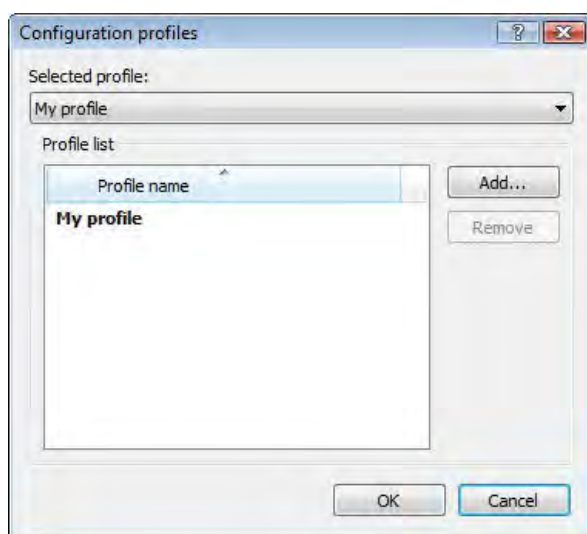 Configuration profiles
?
Selected profile:
My profile
Profile list
Profile name
Add...
My profile
Remove
OK
Cancel